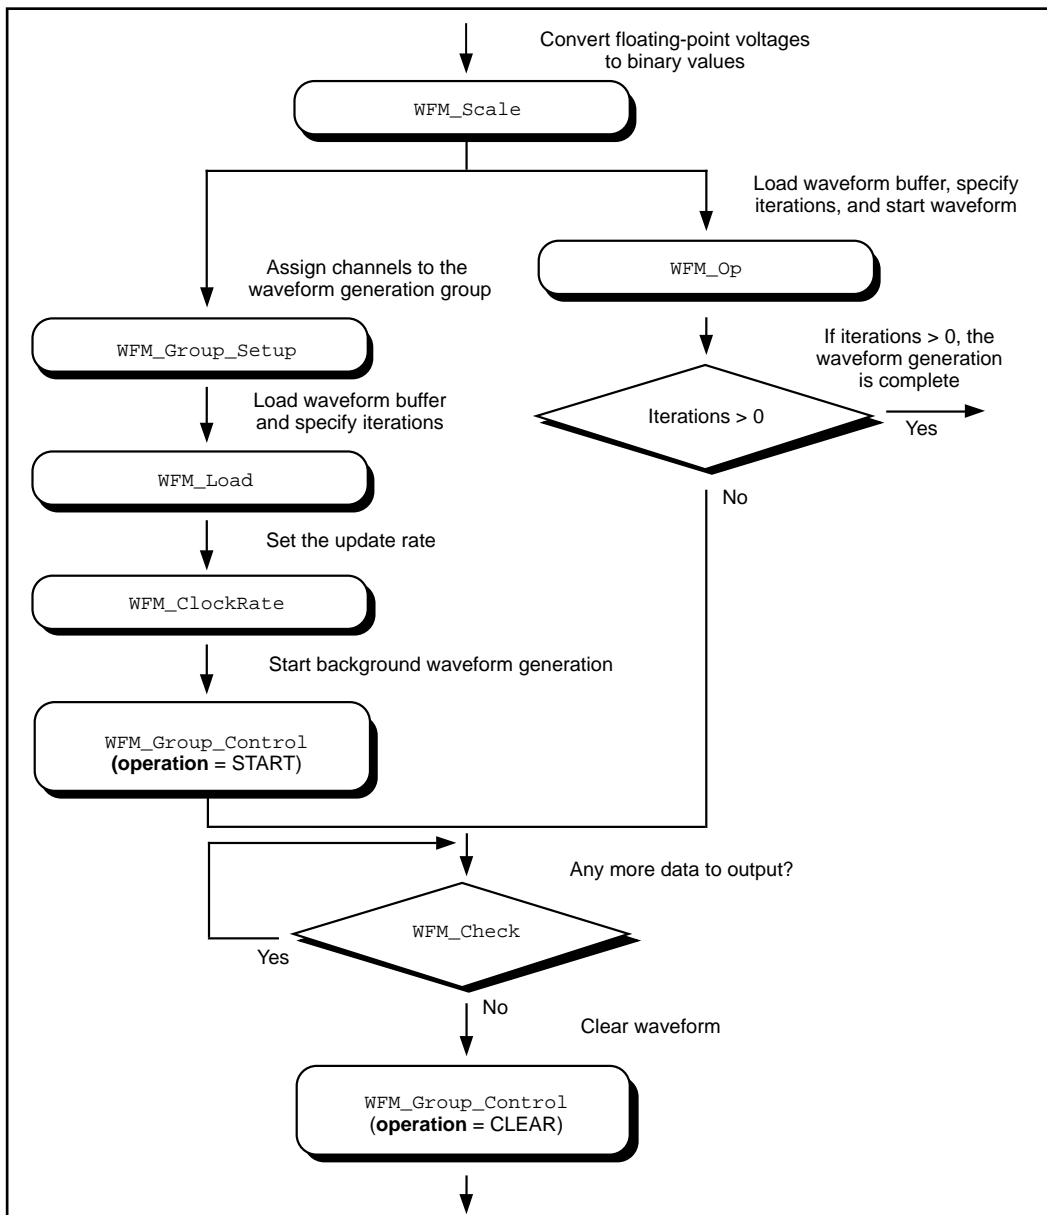 Convert floating-point voltages
to binary values
WFM_Scale
Load waveform buffer, specify
iterations, and start waveform
WFM_Op
Assign channels to the
waveform generation group
WFM_Group_Setup
If iterations > 0, the
waveform generation
is complete
Iterations > 0
Yes
Load waveform buffer
and specify iterations
WFM_Load
No
Set the update rate
WFM_ClockRate
Start background waveform generation
WFM_Group_Control
(operation = START)
Any more data to output?
WFM_Check
Yes
No
Clear waveform
WFM_Group_Control
(operation = CLEAR)